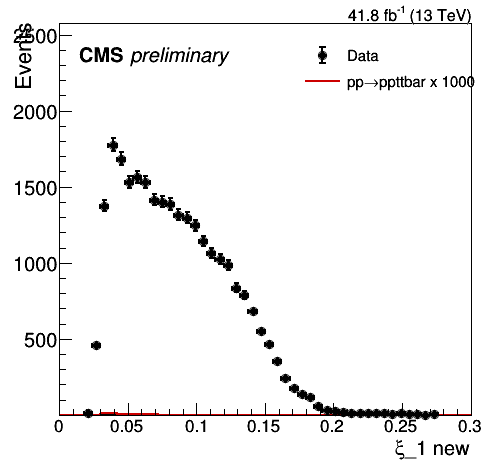 41.8 fb⁻¹ (13 TeV)
Events
CMS preliminary
Data
pp→ppttbar x 1000
2500
2000
1500
1000
500
0 0.05 0.1 0.15 0.2 0.25 0.3
ξ_1 new